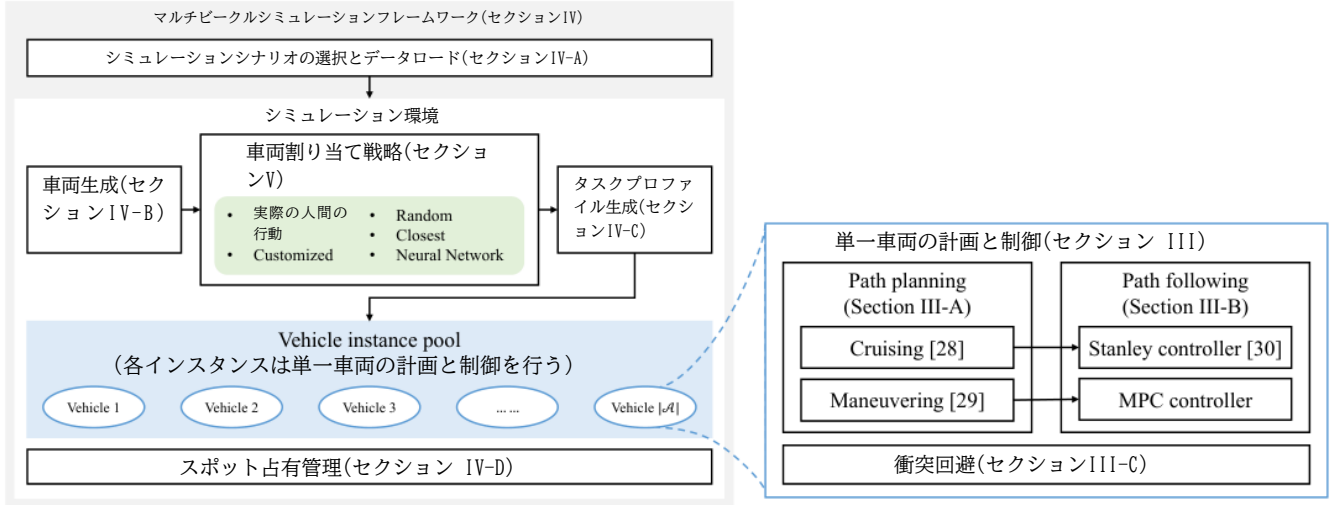 マルチビークルシミュレーションフレームワーク(セクションIV)
シミュレーションシナリオの選択とデータロード(セクションIV-A)
シミュレーション環境
車両生成(セク
ションIV-B)
車両割り当て戦略(セクショ
ンV)
• 実際の人間の
行動
• Customized
• Random
• Closest
• Neural Network
タスクプロファ
イル生成(セクシ
ョンIV-C)
Vehicle instance pool
(各インスタンスは単一車両の計画と制御を行う)
Vehicle 1
Vehicle 2
Vehicle 3
... ...
Vehicle |𝒜|
スポット占有管理(セクション IV-D)
単一車両の計画と制御(セクション III)
Path planning
(Section III-A)
Cruising [28]
Maneuvering [29]
Path following
(Section III-B)
Stanley controller [30]
MPC controller
衝突回避(セクションIII-C)